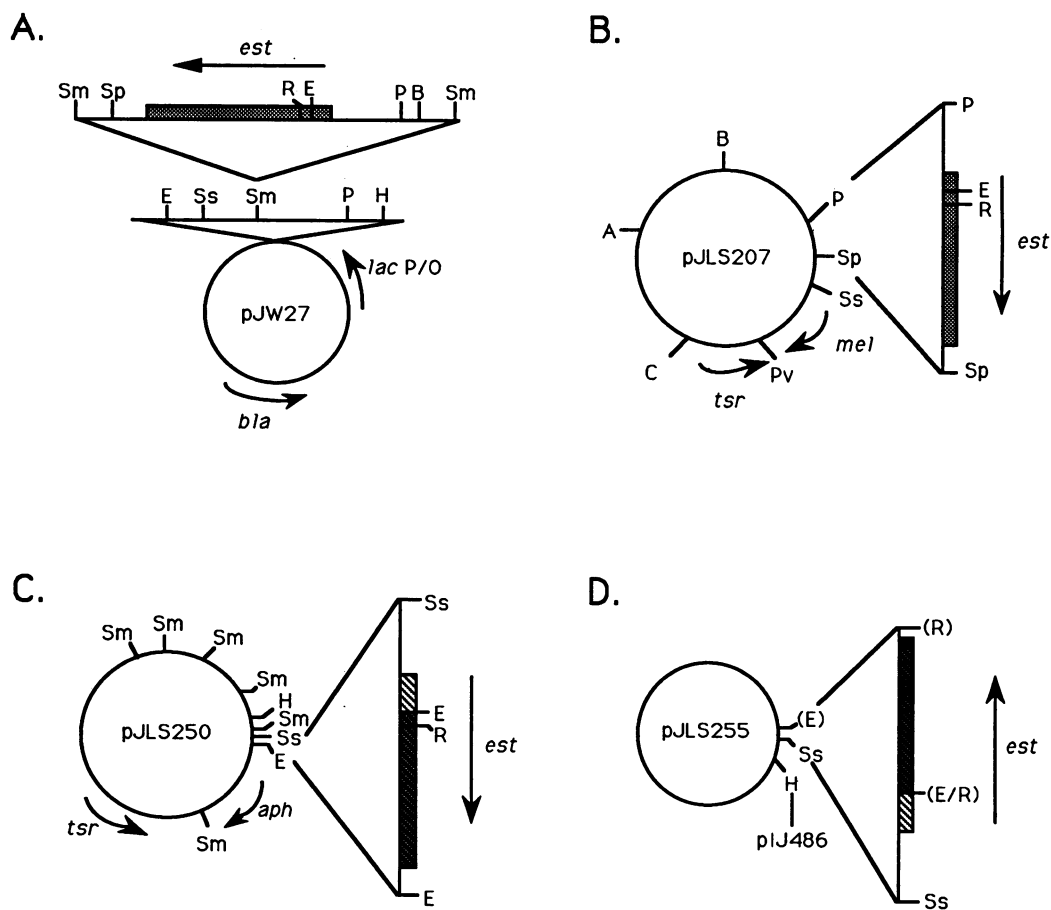 A.
est
Sm Sp R E P B Sm
E Ss Sm P H
lac P/O
pJW27
bla
B.
B
P
A
pJLS207
Sp
Ss
mel
C
Pv
tsr
P
E
R
est
Sp
C.
Sm
Sm
Sm
Sm
H
Sm
Ss
E
pJLS250
aph
tsr
Sm
Ss
E
R
est
E
D.
pJLS255
(E)
Ss
H
pIJ486
(R)
est
(E/R)
Ss